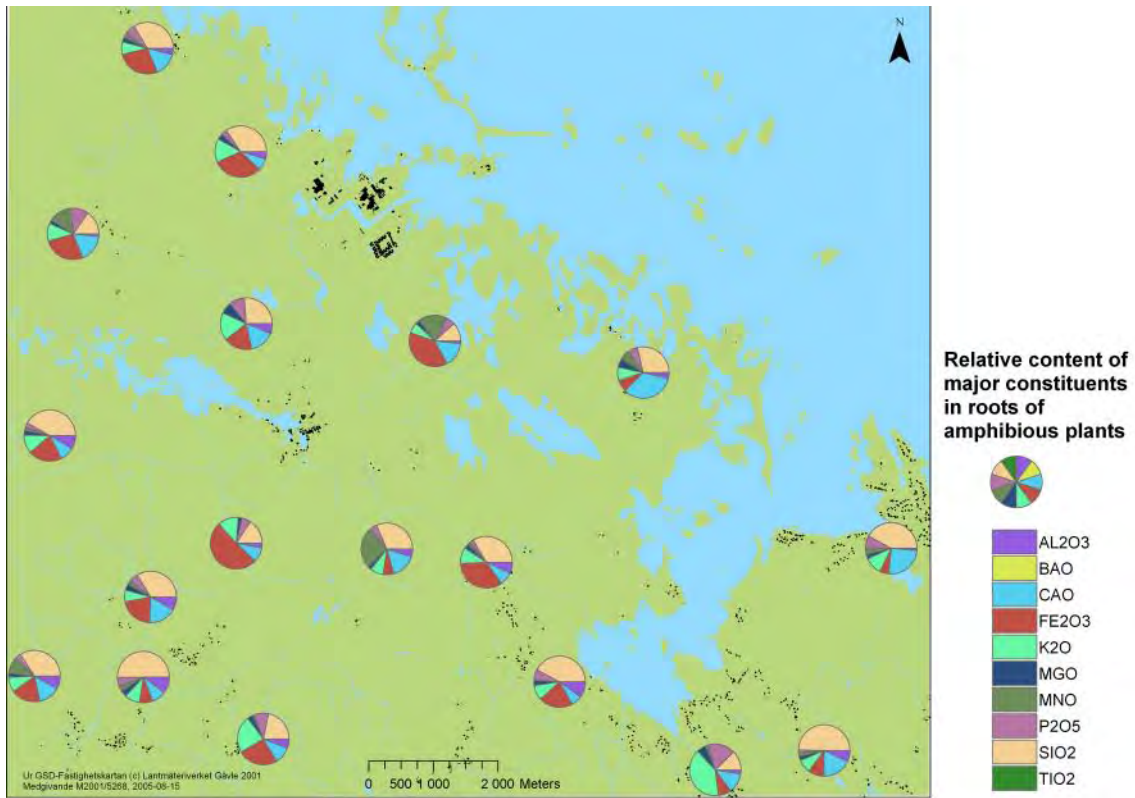 N
Relative content of
major constituents
in roots of
amphibious plants
AL2O3
BAO
CAO
FE2O3
K2O
MGO
MNO
P2O5
SIO2
TIO2
Ur GSD-Fastighetskartan (c) Lantmäteriverket Gävle 2001
Medgivande M2001/5268, 2005-06-15
0 500 1 000 2 000 Meters